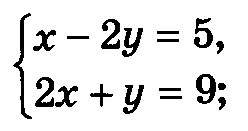 x − 2y = 5,
2x + y = 9;